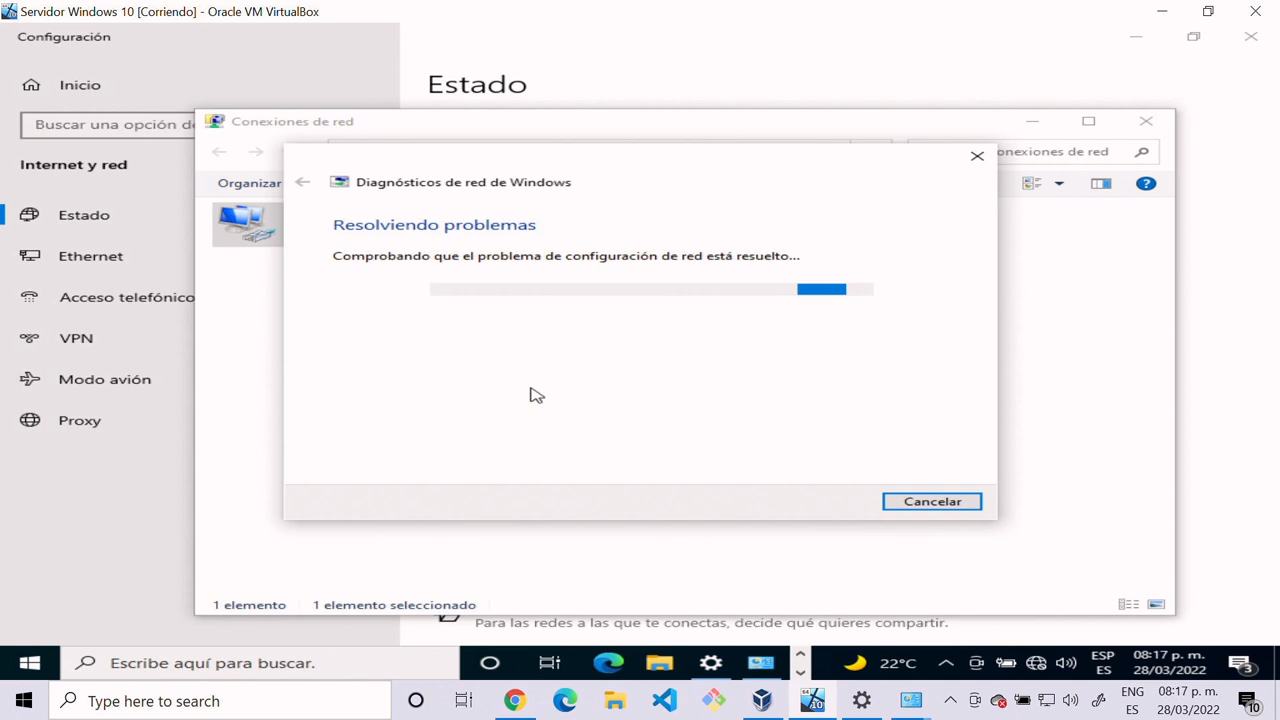 Servidor Windows 10 [Corriendo] - Oracle VM VirtualBox
Configuración
Inicio
Estado
Buscar una opción de
Conexiones de red
onexiones de red
Internet y red
Organizar
Diagnósticos de red de Windows
Estado
Resolviendo problemas
Ethernet
Comprobando que el problema de configuración de red está resuelto...
Acceso telefónico
VPN
Modo avión
Proxy
Cancelar
1 elemento
1 elemento seleccionado
Para las redes a las que te conectas, decide qué quieres compartir.
Escribe aquí para buscar.
22°C
ESP
ES
08:17 p. m.
28/03/2022
3
Type here to search
64
10
ENG
ES
08:17 p. m.
28/03/2022
10